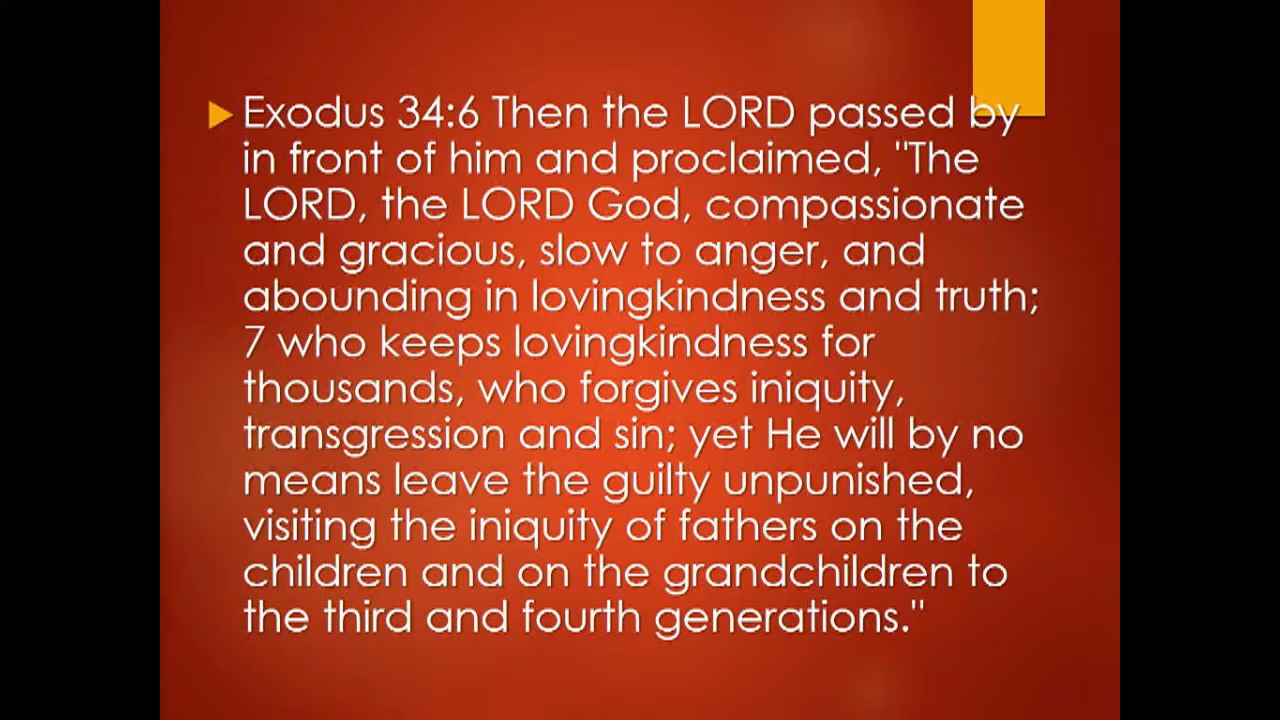 Exodus 34:6 Then the LORD passed by
in front of him and proclaimed, "The
LORD, the LORD God, compassionate
and gracious, slow to anger, and
abounding in lovingkindness and truth;
7 who keeps lovingkindness for
thousands, who forgives iniquity,
transgression and sin; yet He will by no
means leave the guilty unpunished,
visiting the iniquity of fathers on the
children and on the grandchildren to
the third and fourth generations."